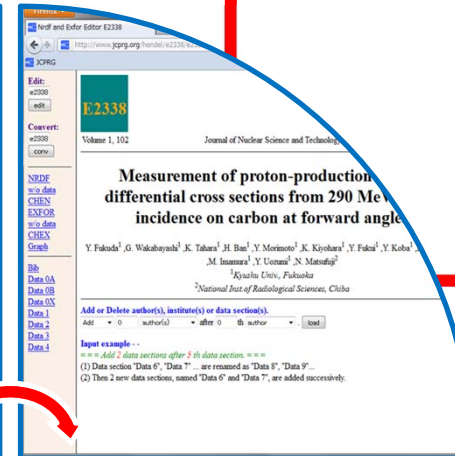 Firefox
Nrdf and Exfor Editor E2338
http://www.jcprg.org/hendel/e2338/e2
JCPRG
Edit:
e2338
edit
Convert:
e2338
conv
NRDF
w/o data
CHEN
EXFOR
w/o data
CHEX
Graph
Bib
Data 0A
Data 0B
Data 0X
Data 1
Data 2
Data 3
Data 4
E2338
Volume 1, 102 Journal of Nuclear Science and Technology
Measurement of proton-production
differential cross sections from 290 MeV
incidence on carbon at forward angle
Y. Fukuda1 ,G. Wakabayashi1 ,K. Tahara1 ,H. Ban1 ,Y. Morimoto1 ,K. Kiyohara1 ,Y. Fukui1 ,Y. Koba1 ,
,M. Imamura1 ,Y. Uozumi1 ,N. Matsufuji2
1Kyushu Univ., Fukuoka
2National Inst.of Radiological Sciences, Chiba
Add or Delete author(s), institute(s) or data section(s).
Add 0 author(s) after 0 th author . load
Input example - -
= = = Add 2 data sections after 5 th data section. = = =
(1) Data section "Data 6", "Data 7" ... are renamed as "Data 8", "Data 9"...
(2) Then 2 new data sections, named "Data 6" and "Data 7", are added successively.